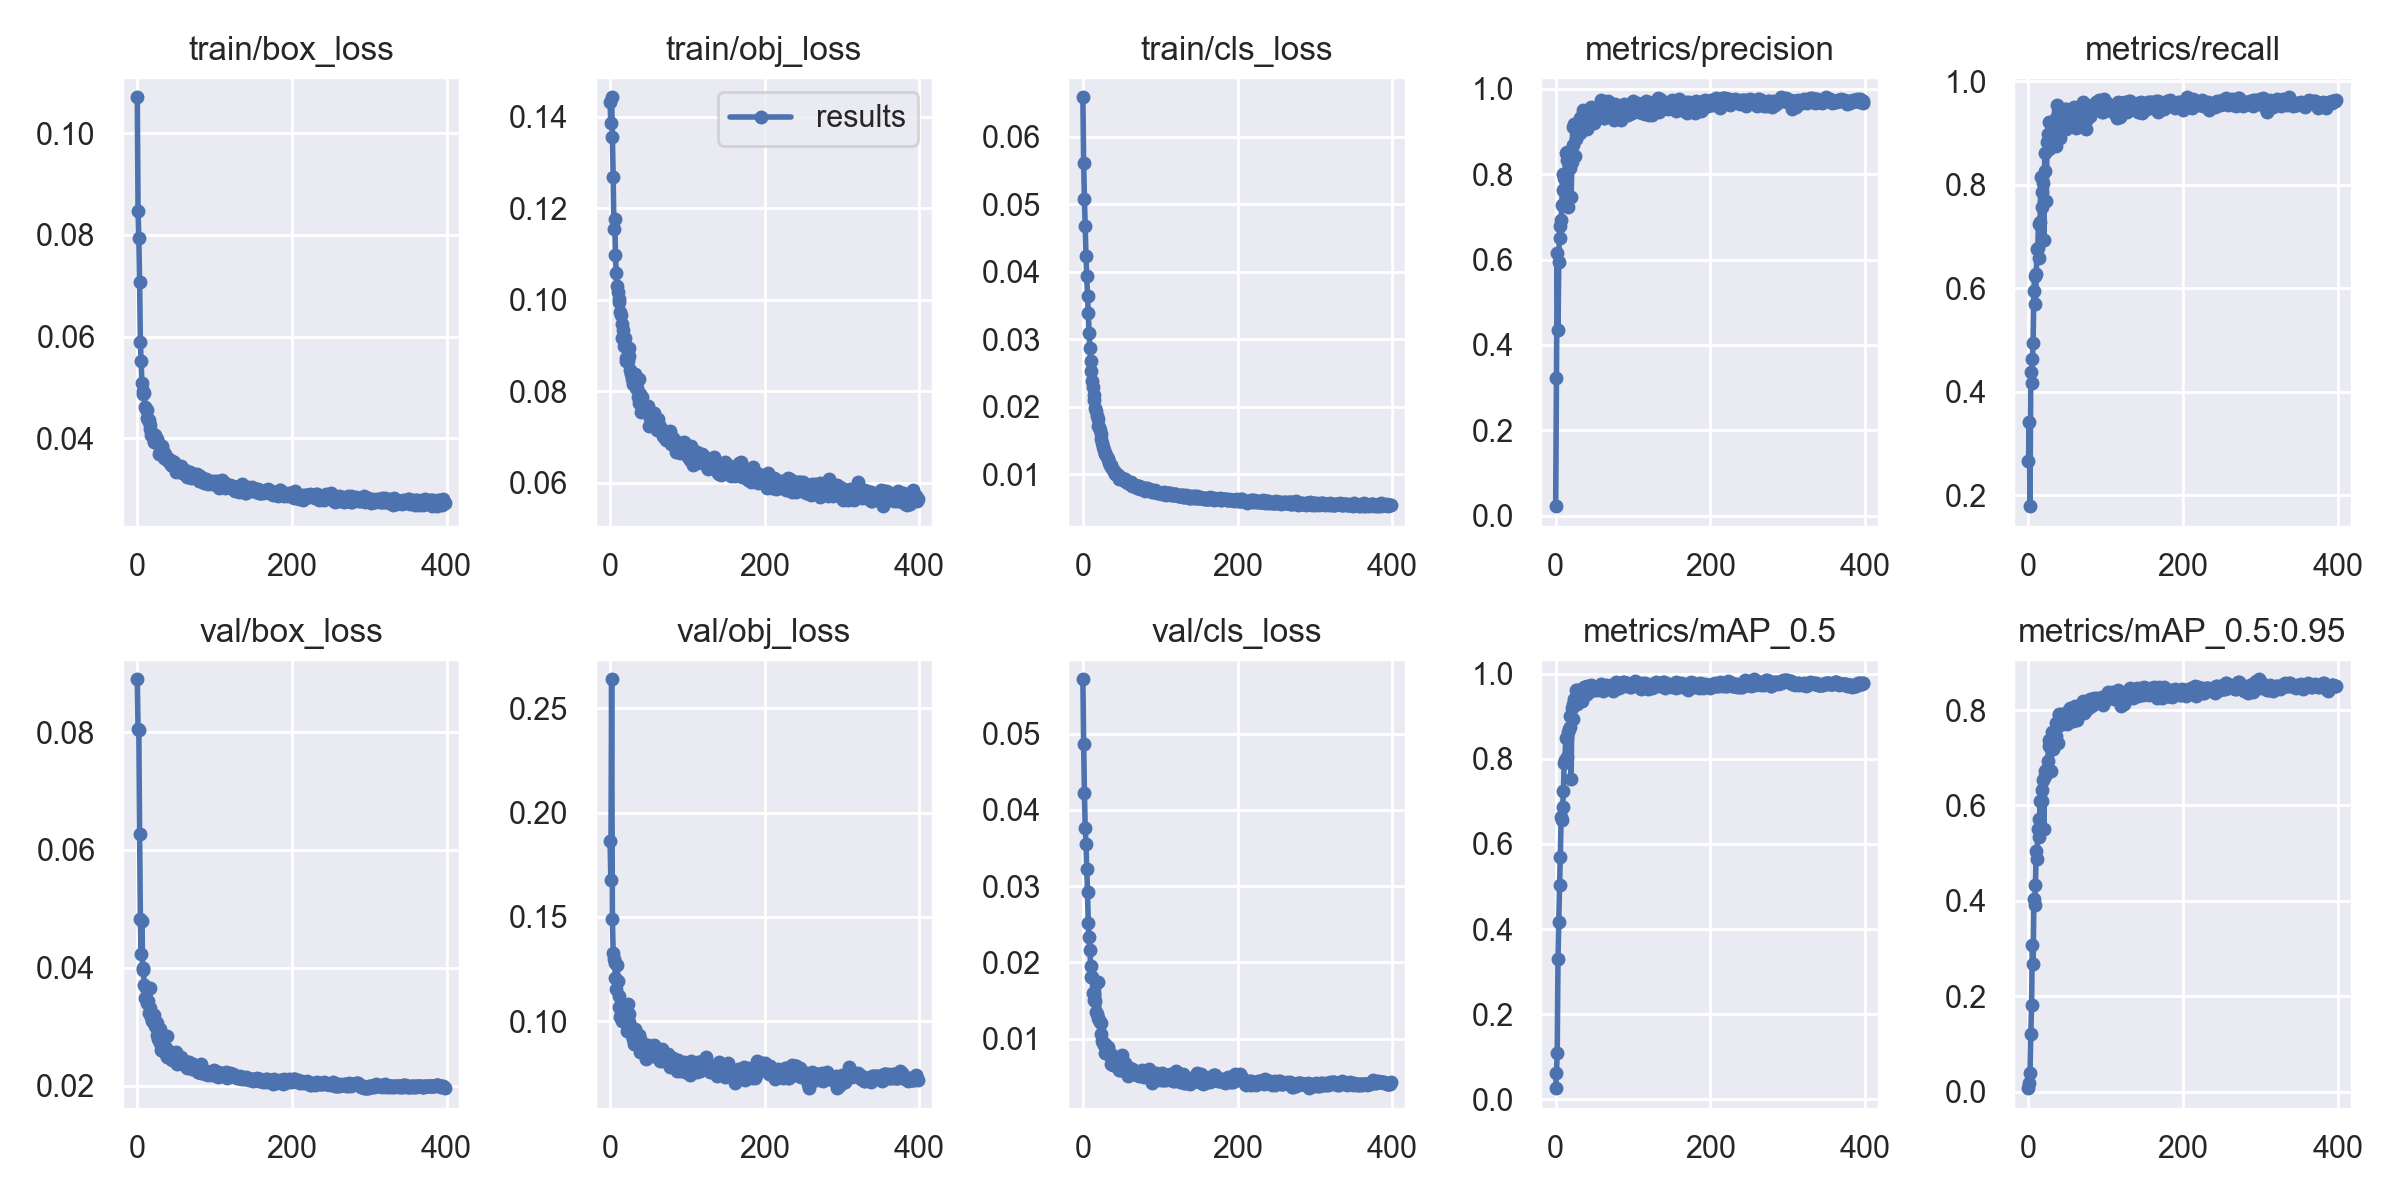 train/box_loss
train/obj_loss
train/cls_loss
metrics/precision
metrics/recall
0.10
0.08
0.06
0.04
0 200 400
0.14
0.12
0.10
0.08
0.06
results
0 200 400
0.06
0.05
0.04
0.03
0.02
0.01
0 200 400
1.0
0.8
0.6
0.4
0.2
0.0
0 200 400
1.0
0.8
0.6
0.4
0.2
0 200 400
val/box_loss
val/obj_loss
val/cls_loss
metrics/mAP_0.5
metrics/mAP_0.5:0.95
0.08
0.06
0.04
0.02
0 200 400
0.25
0.20
0.15
0.10
0 200 400
0.05
0.04
0.03
0.02
0.01
0 200 400
1.0
0.8
0.6
0.4
0.2
0.0
0 200 400
0.8
0.6
0.4
0.2
0.0
0 200 400